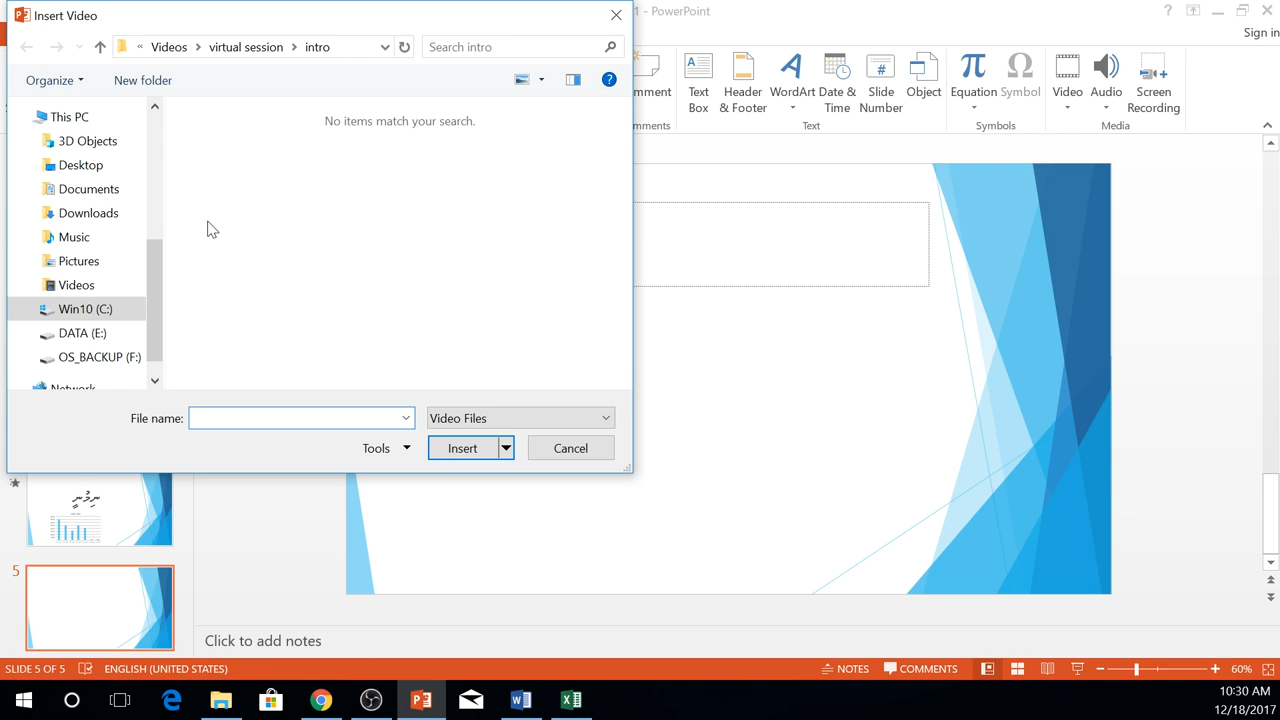 Insert Video
1 - PowerPoint
Sign in
« Videos › virtual session › intro
Search intro
Organize
New folder
This PC
3D Objects
Desktop
Documents
Downloads
Music
Pictures
Videos
Win10 (C:)
DATA (E:)
OS_BACKUP (F:)
Network
No items match your search.
File name:
Video Files
Tools
Insert
Cancel
mment
mments
Text Box
Header & Footer
WordArt
Date & Time
Slide Number
Object
Text
Equation
Symbol
Symbols
Video
Audio
Screen Recording
Media
ނިމުނީ
5
Click to add notes
SLIDE 5 OF 5
ENGLISH (UNITED STATES)
NOTES
COMMENTS
60%
10:30 AM
12/18/2017